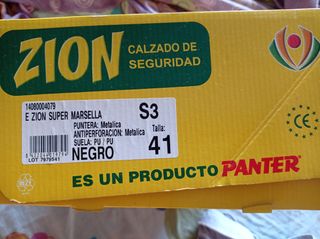 ZION
CALZADO DE
SEGURIDAD
14080004079
E ZION SUPER MARSELLA
S3
PUNTERA: Metalica
ANTIPERFORACION: Metalica
SUELA: PU / PU
NEGRO
Talla:
41
LOT 7979541
CE
ES UN PRODUCTO PANTER